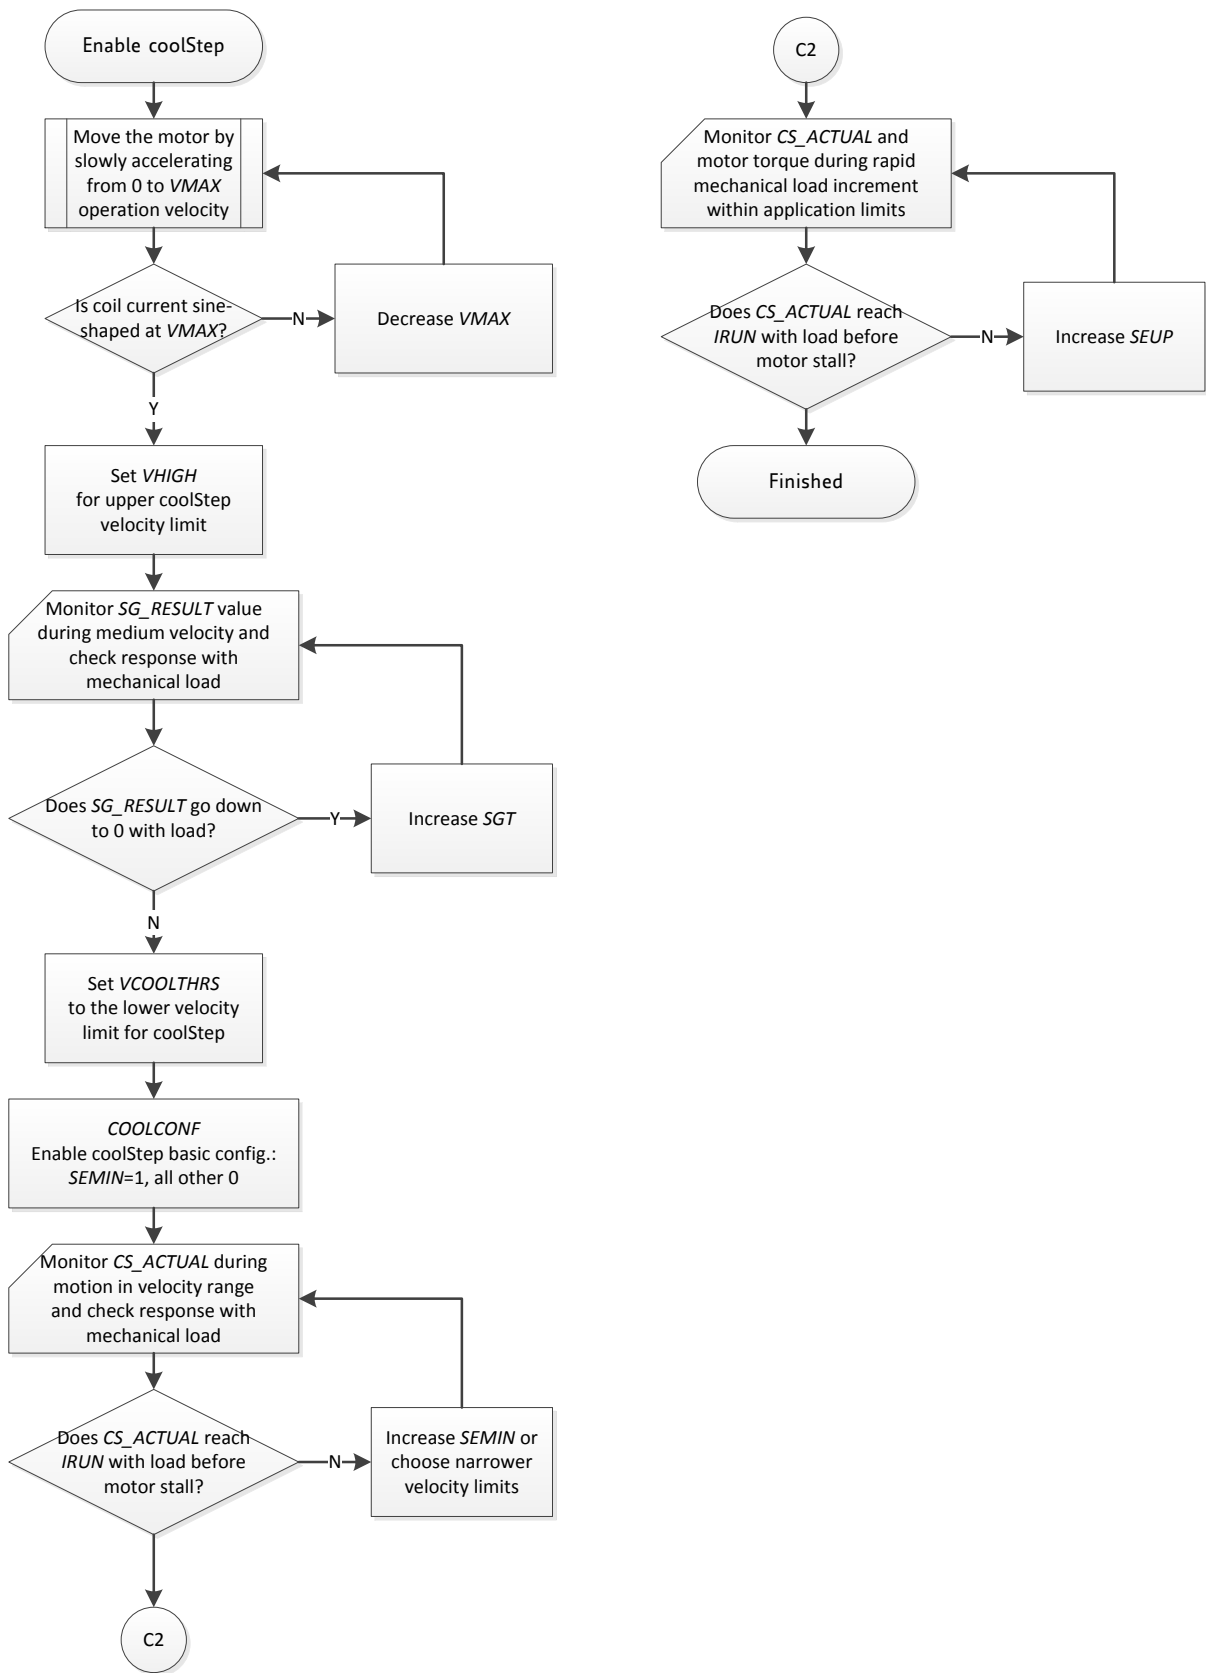 Enable coolStep
Move the motor by
slowly accelerating
from 0 to VMAX
operation velocity
Is coil current sine-
shaped at VMAX?
N
Decrease VMAX
Y
Set VHIGH
for upper coolStep
velocity limit
Monitor SG_RESULT value
during medium velocity and
check response with
mechanical load
Does SG_RESULT go down
to 0 with load?
Y
Increase SGT
N
Set VCOOLTHRS
to the lower velocity
limit for coolStep
COOLCONF
Enable coolStep basic config.:
SEMIN=1, all other 0
Monitor CS_ACTUAL during
motion in velocity range
and check response with
mechanical load
Does CS_ACTUAL reach
IRUN with load before
motor stall?
N
Increase SEMIN or
choose narrower
velocity limits
C2
C2
Monitor CS_ACTUAL and
motor torque during rapid
mechanical load increment
within application limits
Does CS_ACTUAL reach
IRUN with load before
motor stall?
N
Increase SEUP
Finished